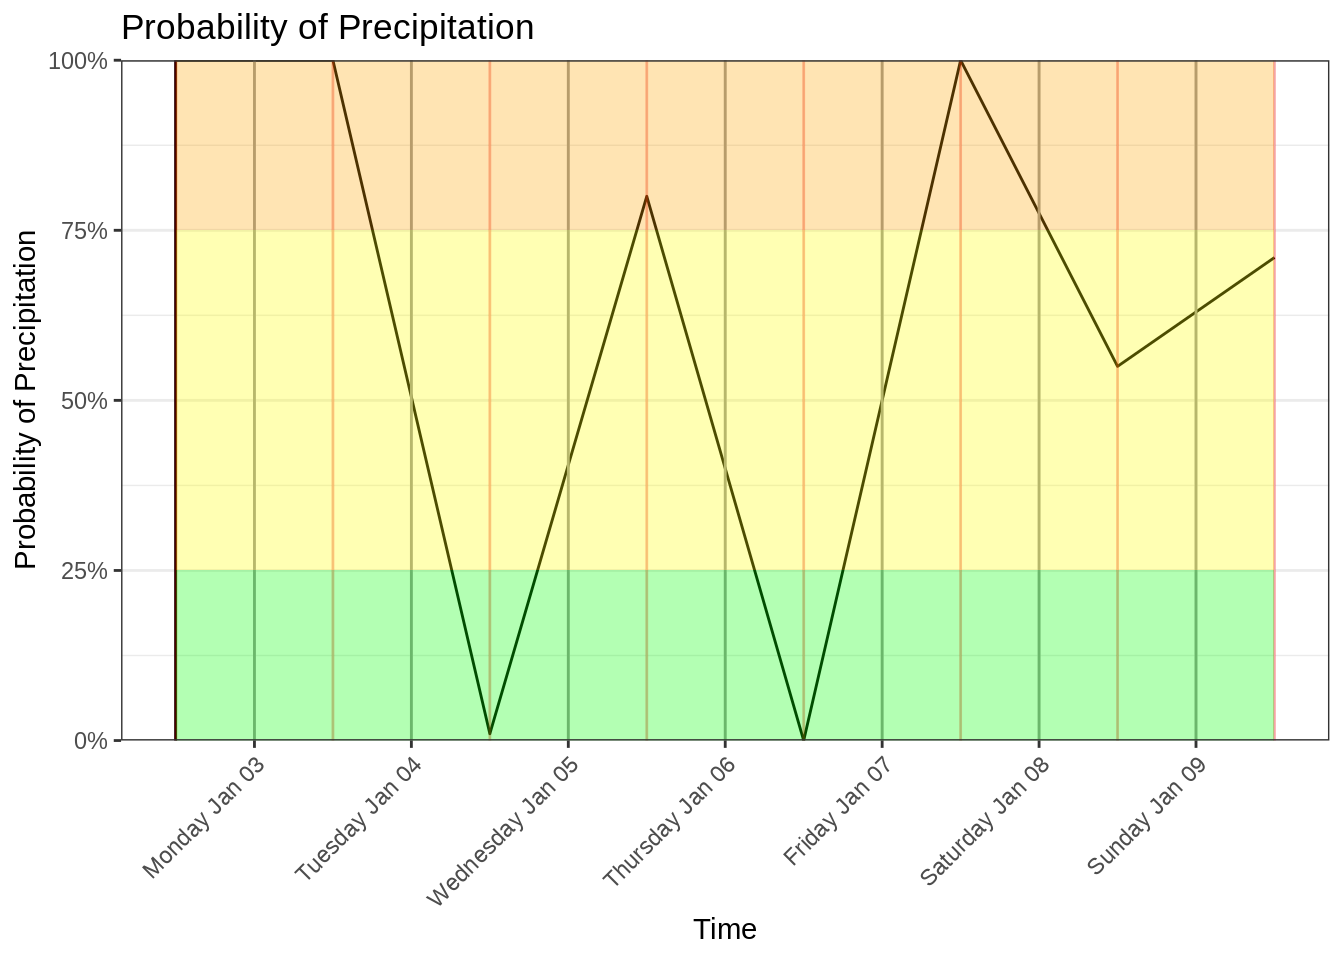 Probability of Precipitation
Probability of Precipitation
100%
75%
50%
25%
0%
Monday Jan 03
Tuesday Jan 04
Wednesday Jan 05
Thursday Jan 06
Friday Jan 07
Saturday Jan 08
Sunday Jan 09
Time